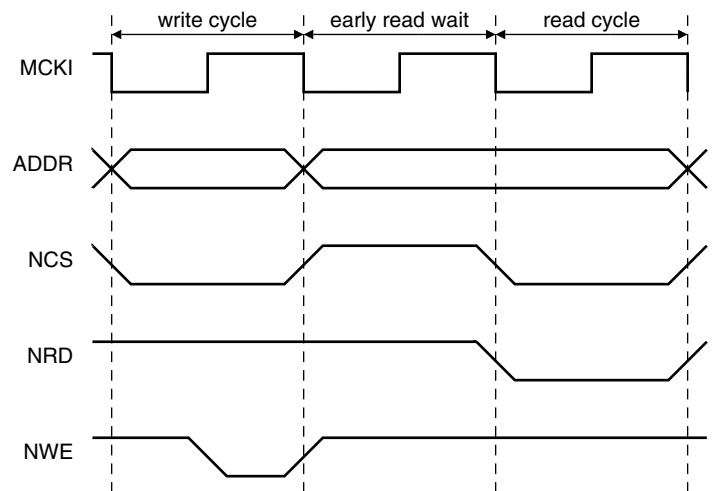 write cycle early read wait read cycle
MCKI
ADDR
NCS
NRD
NWE